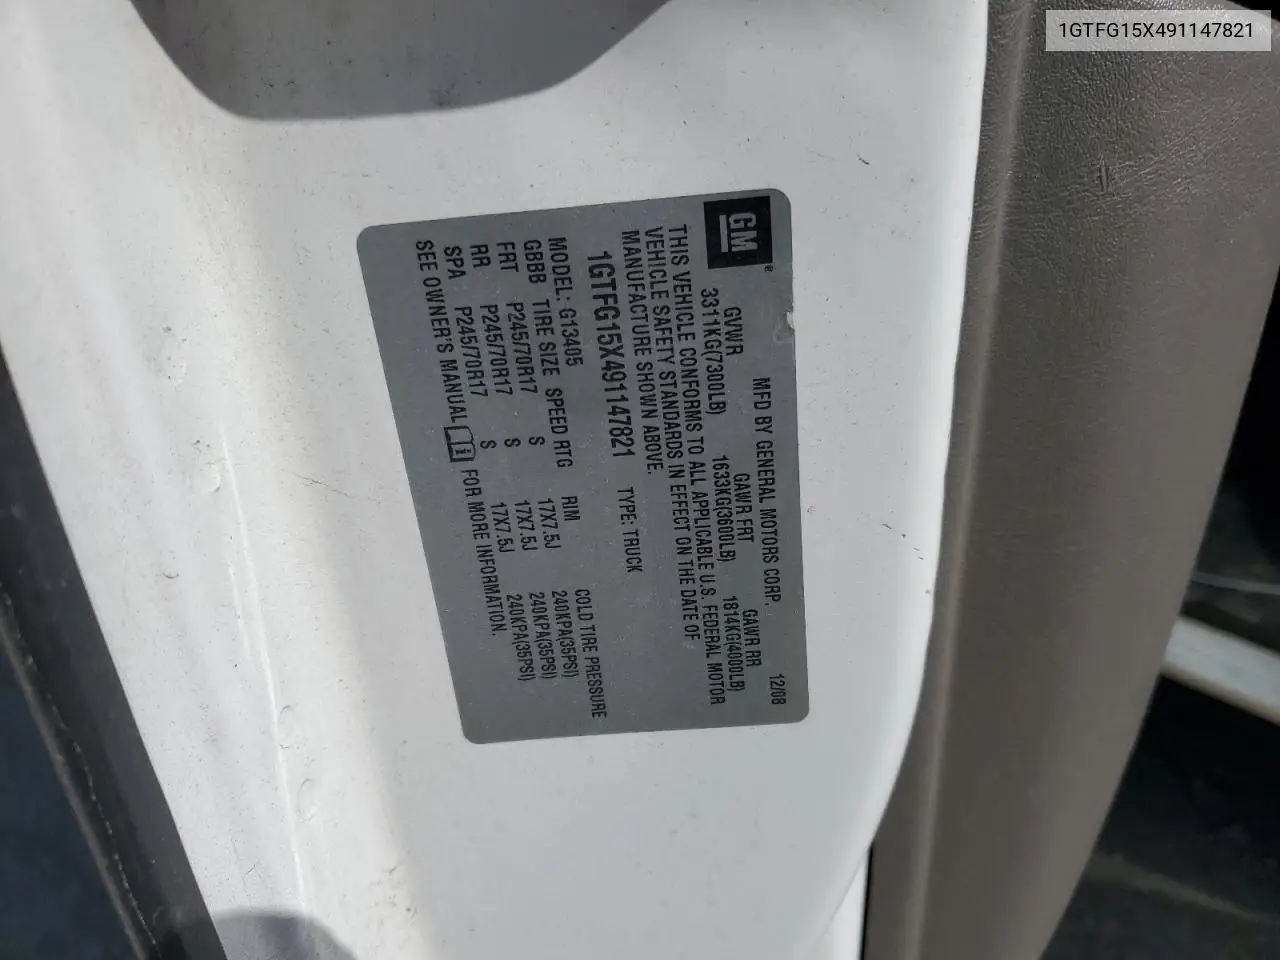 1GTFG15X491147821
GM
MFD BY GENERAL MOTORS CORP. 12/08
GVWR GAWR FRT GAWR RR
3311KG(7300LB) 1633KG(3600LB) 1814KG(4000LB)
THIS VEHICLE CONFORMS TO ALL APPLICABLE U.S. FEDERAL MOTOR
VEHICLE SAFETY STANDARDS IN EFFECT ON THE DATE OF
MANUFACTURE SHOWN ABOVE.
1GTFG15X491147821 TYPE: TRUCK
MODEL: G13405
GBBB TIRE SIZE SPEED RTG RIM COLD TIRE PRESSURE
FRT P245/70R17 S 17X7.5J 240KPA(35PSI)
RR P245/70R17 S 17X7.5J 240KPA(35PSI)
SPA P245/70R17 S 17X7.5J 240KPA(35PSI)
SEE OWNER'S MANUAL i FOR MORE INFORMATION.